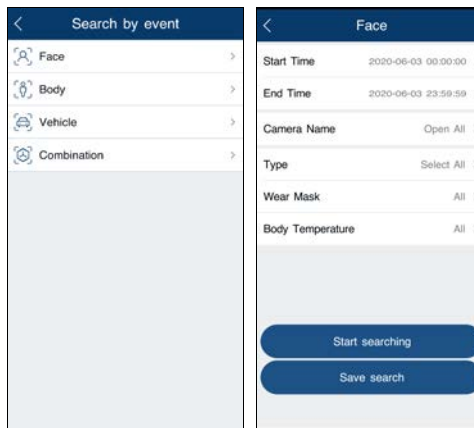 Search by event
Face
Body
Vehicle
Combination
Face
Start Time 2020-06-03 00:00:00
End Time 2020-06-03 23:59:59
Camera Name Open All
Type Select All
Wear Mask All
Body Temperature All
Start searching
Save search